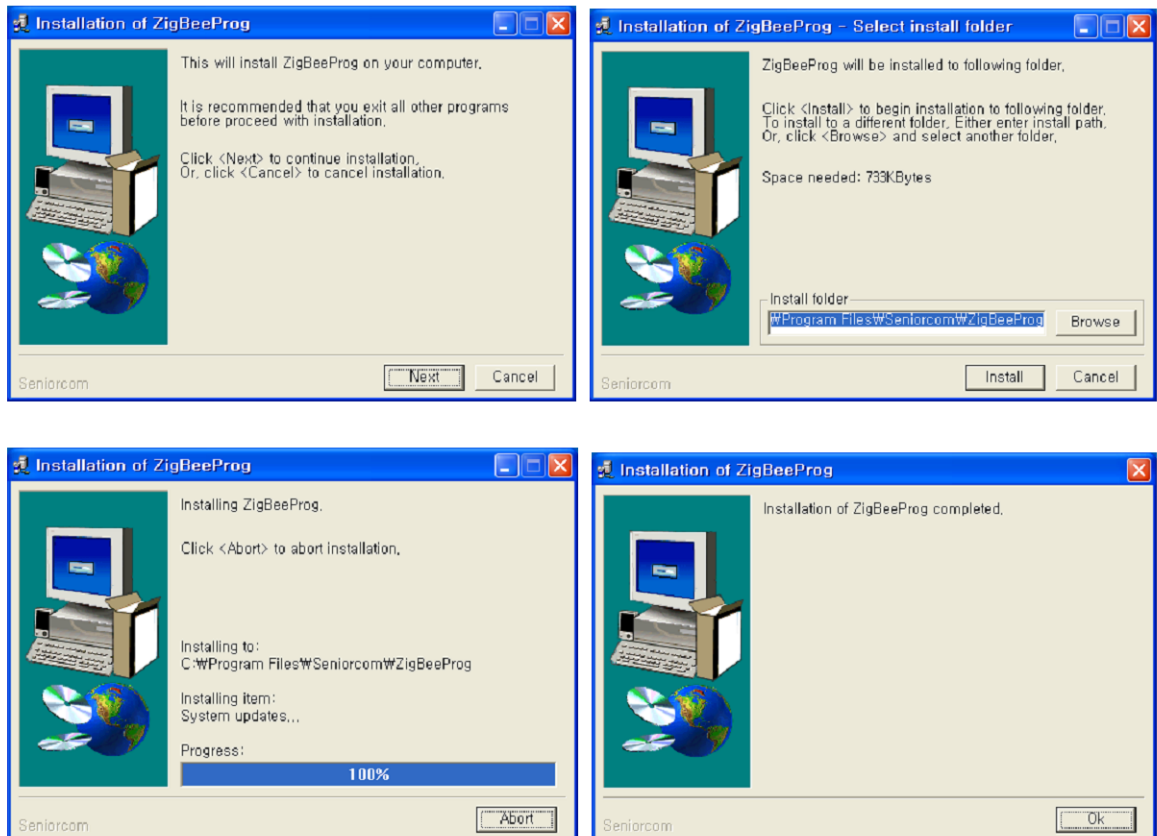 Installation of ZigBeeProg
This will install ZigBeeProg on your computer.
It is recommended that you exit all other programs
before proceed with installation.
Click <Next> to continue installation.
Or, click <Cancel> to cancel installation.
Seniorcom
Next
Cancel
Installation of ZigBeeProg - Select install folder
ZigBeeProg will be installed to following folder.
Click <Install> to begin installation to following folder.
To install to a different folder, Either enter install path.
Or, click <Browse> and select another folder.
Space needed: 733KBytes
Install folder
₩Program Files₩Seniorcom₩ZigBeeProg
Browse
Seniorcom
Install
Cancel
Installation of ZigBeeProg
Installing ZigBeeProg.
Click <Abort> to abort installation.
Installing to:
C:₩Program Files₩Seniorcom₩ZigBeeProg
Installing item:
System updates...
Progress:
100%
Seniorcom
Abort
Installation of ZigBeeProg
Installation of ZigBeeProg completed.
Seniorcom
Ok